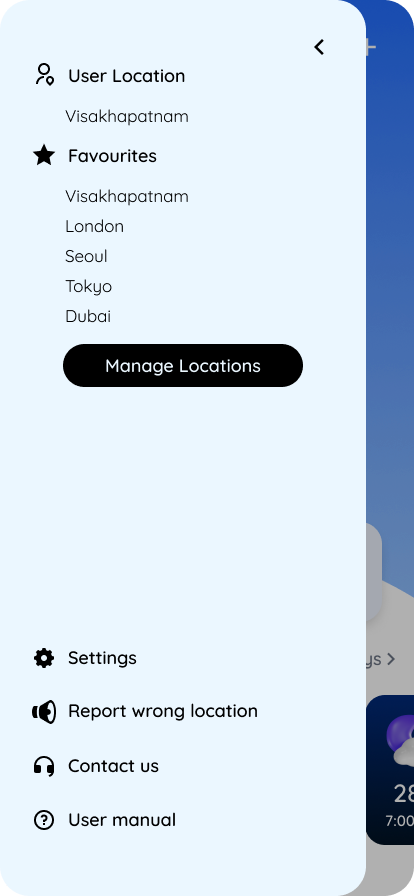 User Location
Visakhapatnam
Favourites
Visakhapatnam
London
Seoul
Tokyo
Dubai
Manage Locations
Settings
ys
Report wrong location
Contact us
28
7:00
User manual